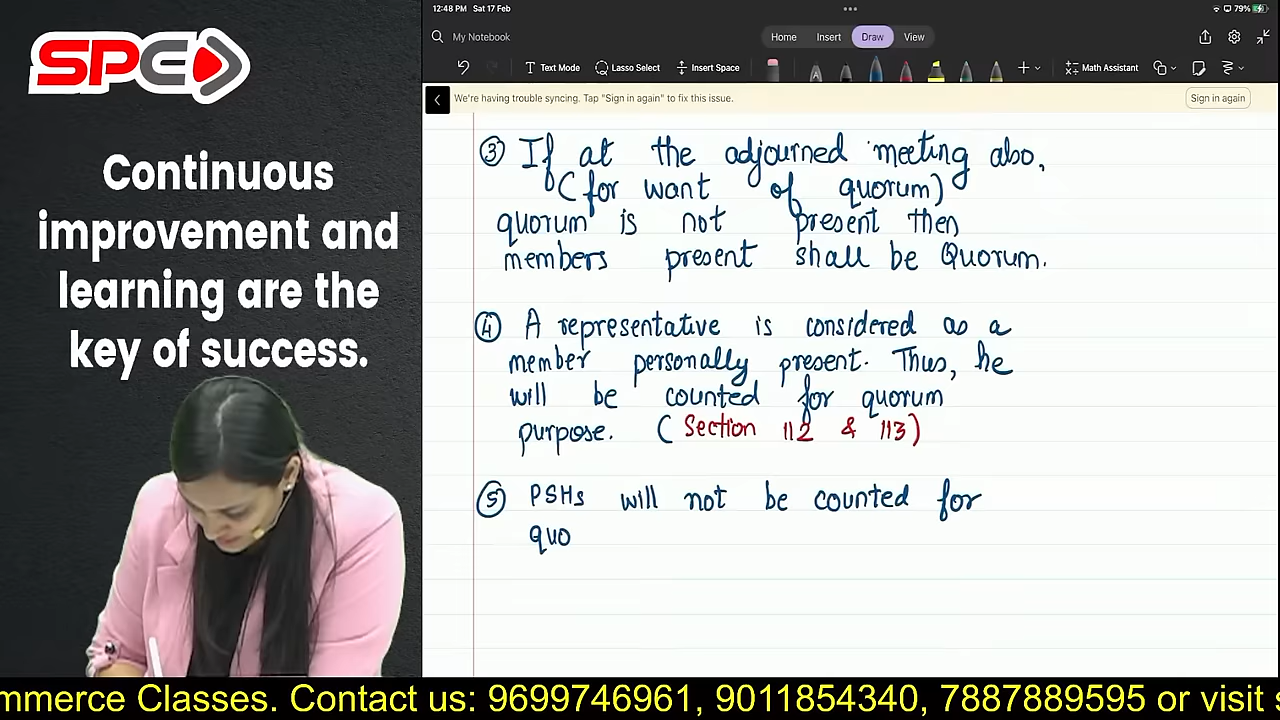 SPC
Continuous
improvement and
learning are the
key of success.
12:48 PM Sat 17 Feb
79%
My Notebook
Home Insert Draw View
Text Mode Lasso Select Insert Space Math Assistant
We're having trouble syncing. Tap "Sign in again" to fix this issue.
Sign in again
③ If at the adjourned meeting also,
(for want of quorum)
quorum is not present then
members present shall be Quorum.
④ A representative is considered as a
member personally present. Thus, he
will be counted for quorum
purpose. (Section 112 & 113)
⑤ PSHs will not be counted for
quo
mmerce Classes. Contact us: 9699746961, 9011854340, 7887889595 or visit s